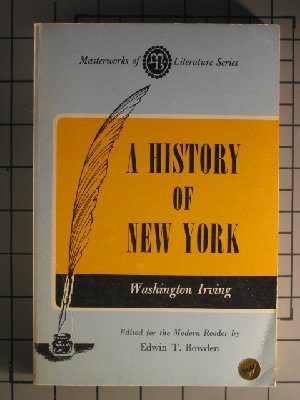 Masterworks of Literature Series
A HISTORY
OF
NEW YORK
Washington Irving
Edited for the Modern Reader by
Edwin T. Bowden